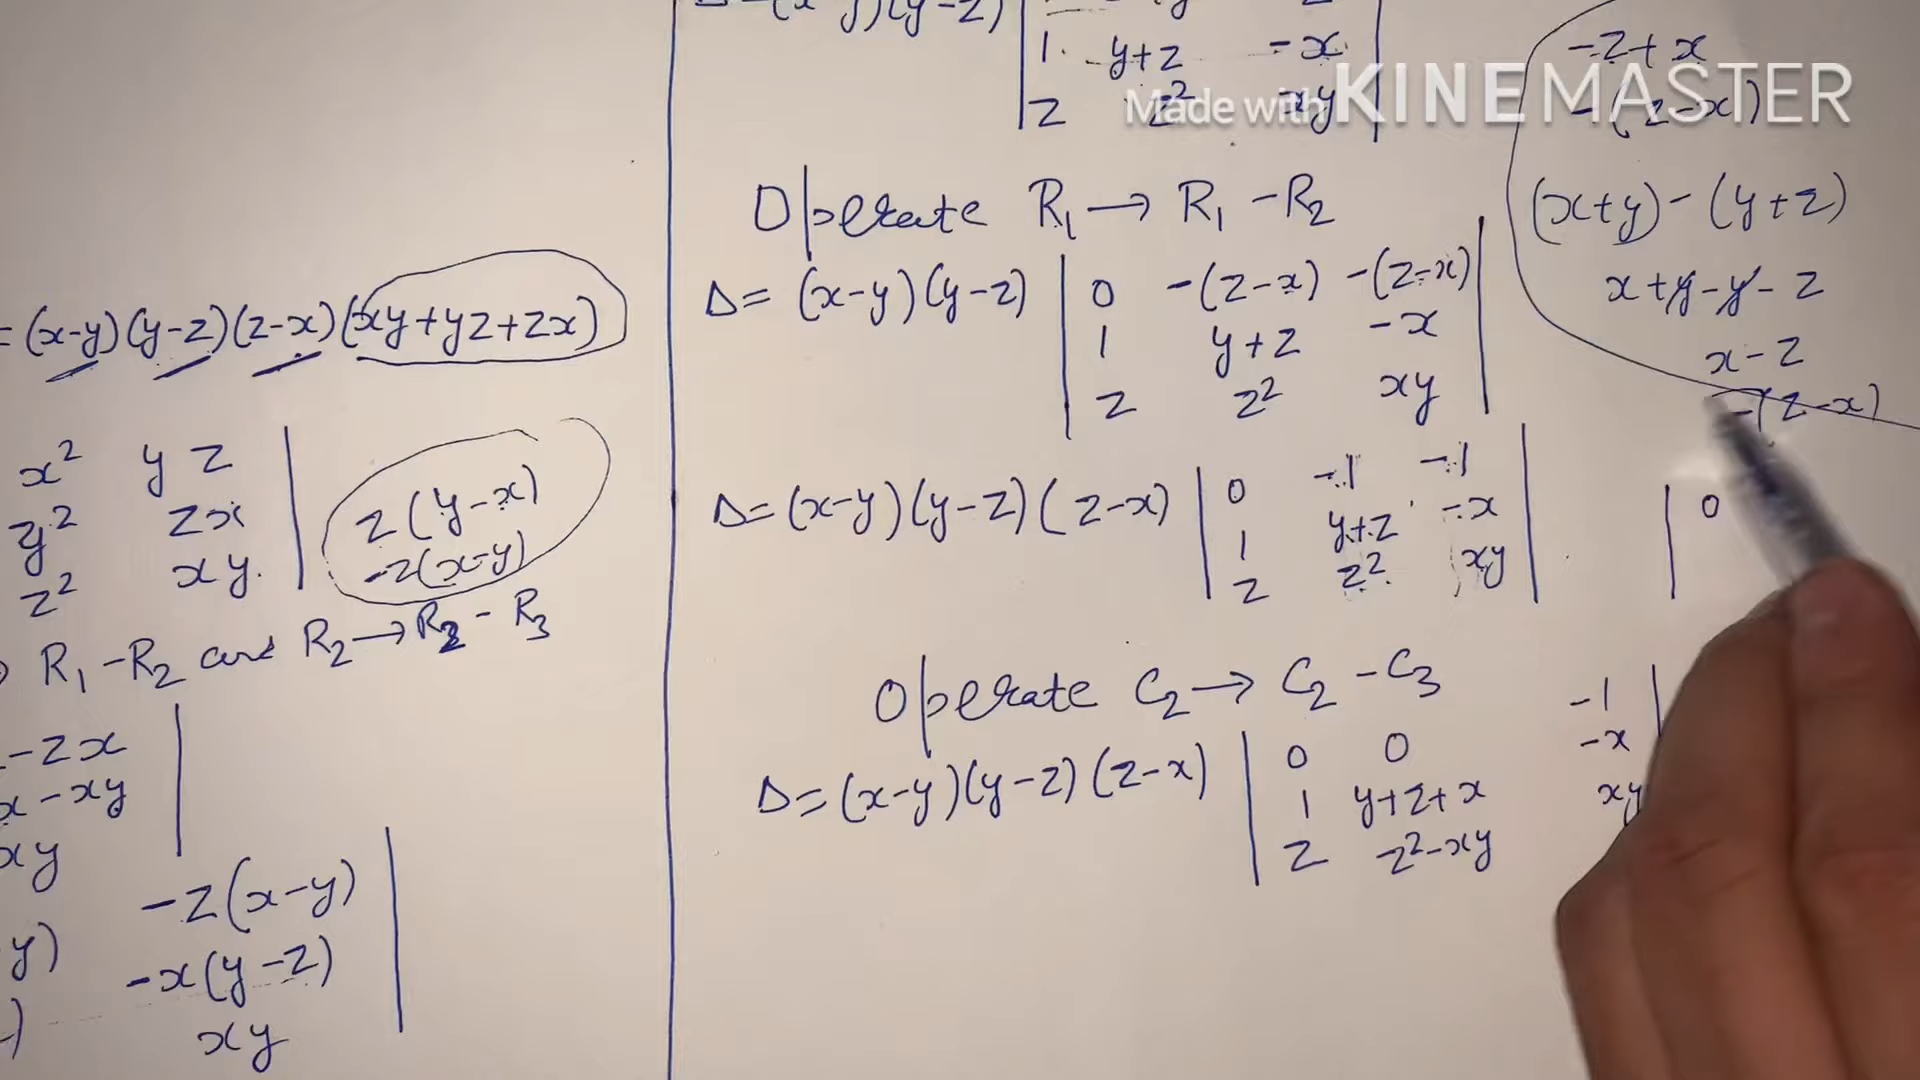 = (x-y)(y-z)(z-x)(xy+yz+zx)
x² yz
y² zx
z² xy
z(y-x)
-z(x-y)
R₁ -R₂ and R₂ → R₂ - R₃
-zx
x-xy
xy
y) -z(x-y)
-x(y-z)
xy
(y-z)
1 y+z -x
z z² xy
Operate R₁ → R₁ -R₂
Δ= (x-y)(y-z) | 0 -(z-x) -(z-x) |
1 y+z -x
z z² xy
Δ= (x-y)(y-z)(z-x) | 0 -1 -1 |
1 y+z -x
z z² xy
Operate C₂ → C₂ -C₃
Δ= (x-y)(y-z)(z-x) | 0 0 -1 |
1 y+z+x -x
z z²-xy xy
-z+x
-(z-x)
(x+y)-(y+z)
x+y-y-z
x-z
-(z-x)
| 0
Made with KINEMASTER